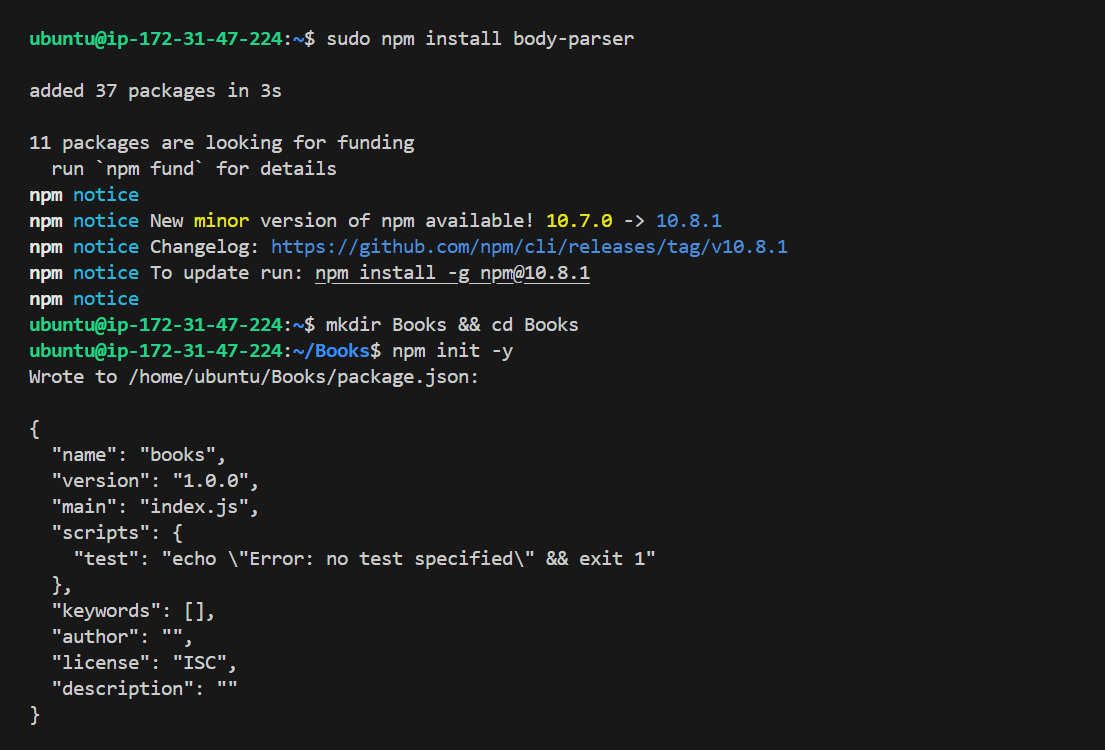 ubuntu@ip-172-31-47-224:~$ sudo npm install body-parser
added 37 packages in 3s
11 packages are looking for funding
  run `npm fund` for details
npm notice
npm notice New minor version of npm available! 10.7.0 -> 10.8.1
npm notice Changelog: https://github.com/npm/cli/releases/tag/v10.8.1
npm notice To update run: npm install -g npm@10.8.1
npm notice
ubuntu@ip-172-31-47-224:~$ mkdir Books && cd Books
ubuntu@ip-172-31-47-224:~/Books$ npm init -y
Wrote to /home/ubuntu/Books/package.json:
{
  "name": "books",
  "version": "1.0.0",
  "main": "index.js",
  "scripts": {
    "test": "echo \"Error: no test specified\" && exit 1"
  },
  "keywords": [],
  "author": "",
  "license": "ISC",
  "description": ""
}